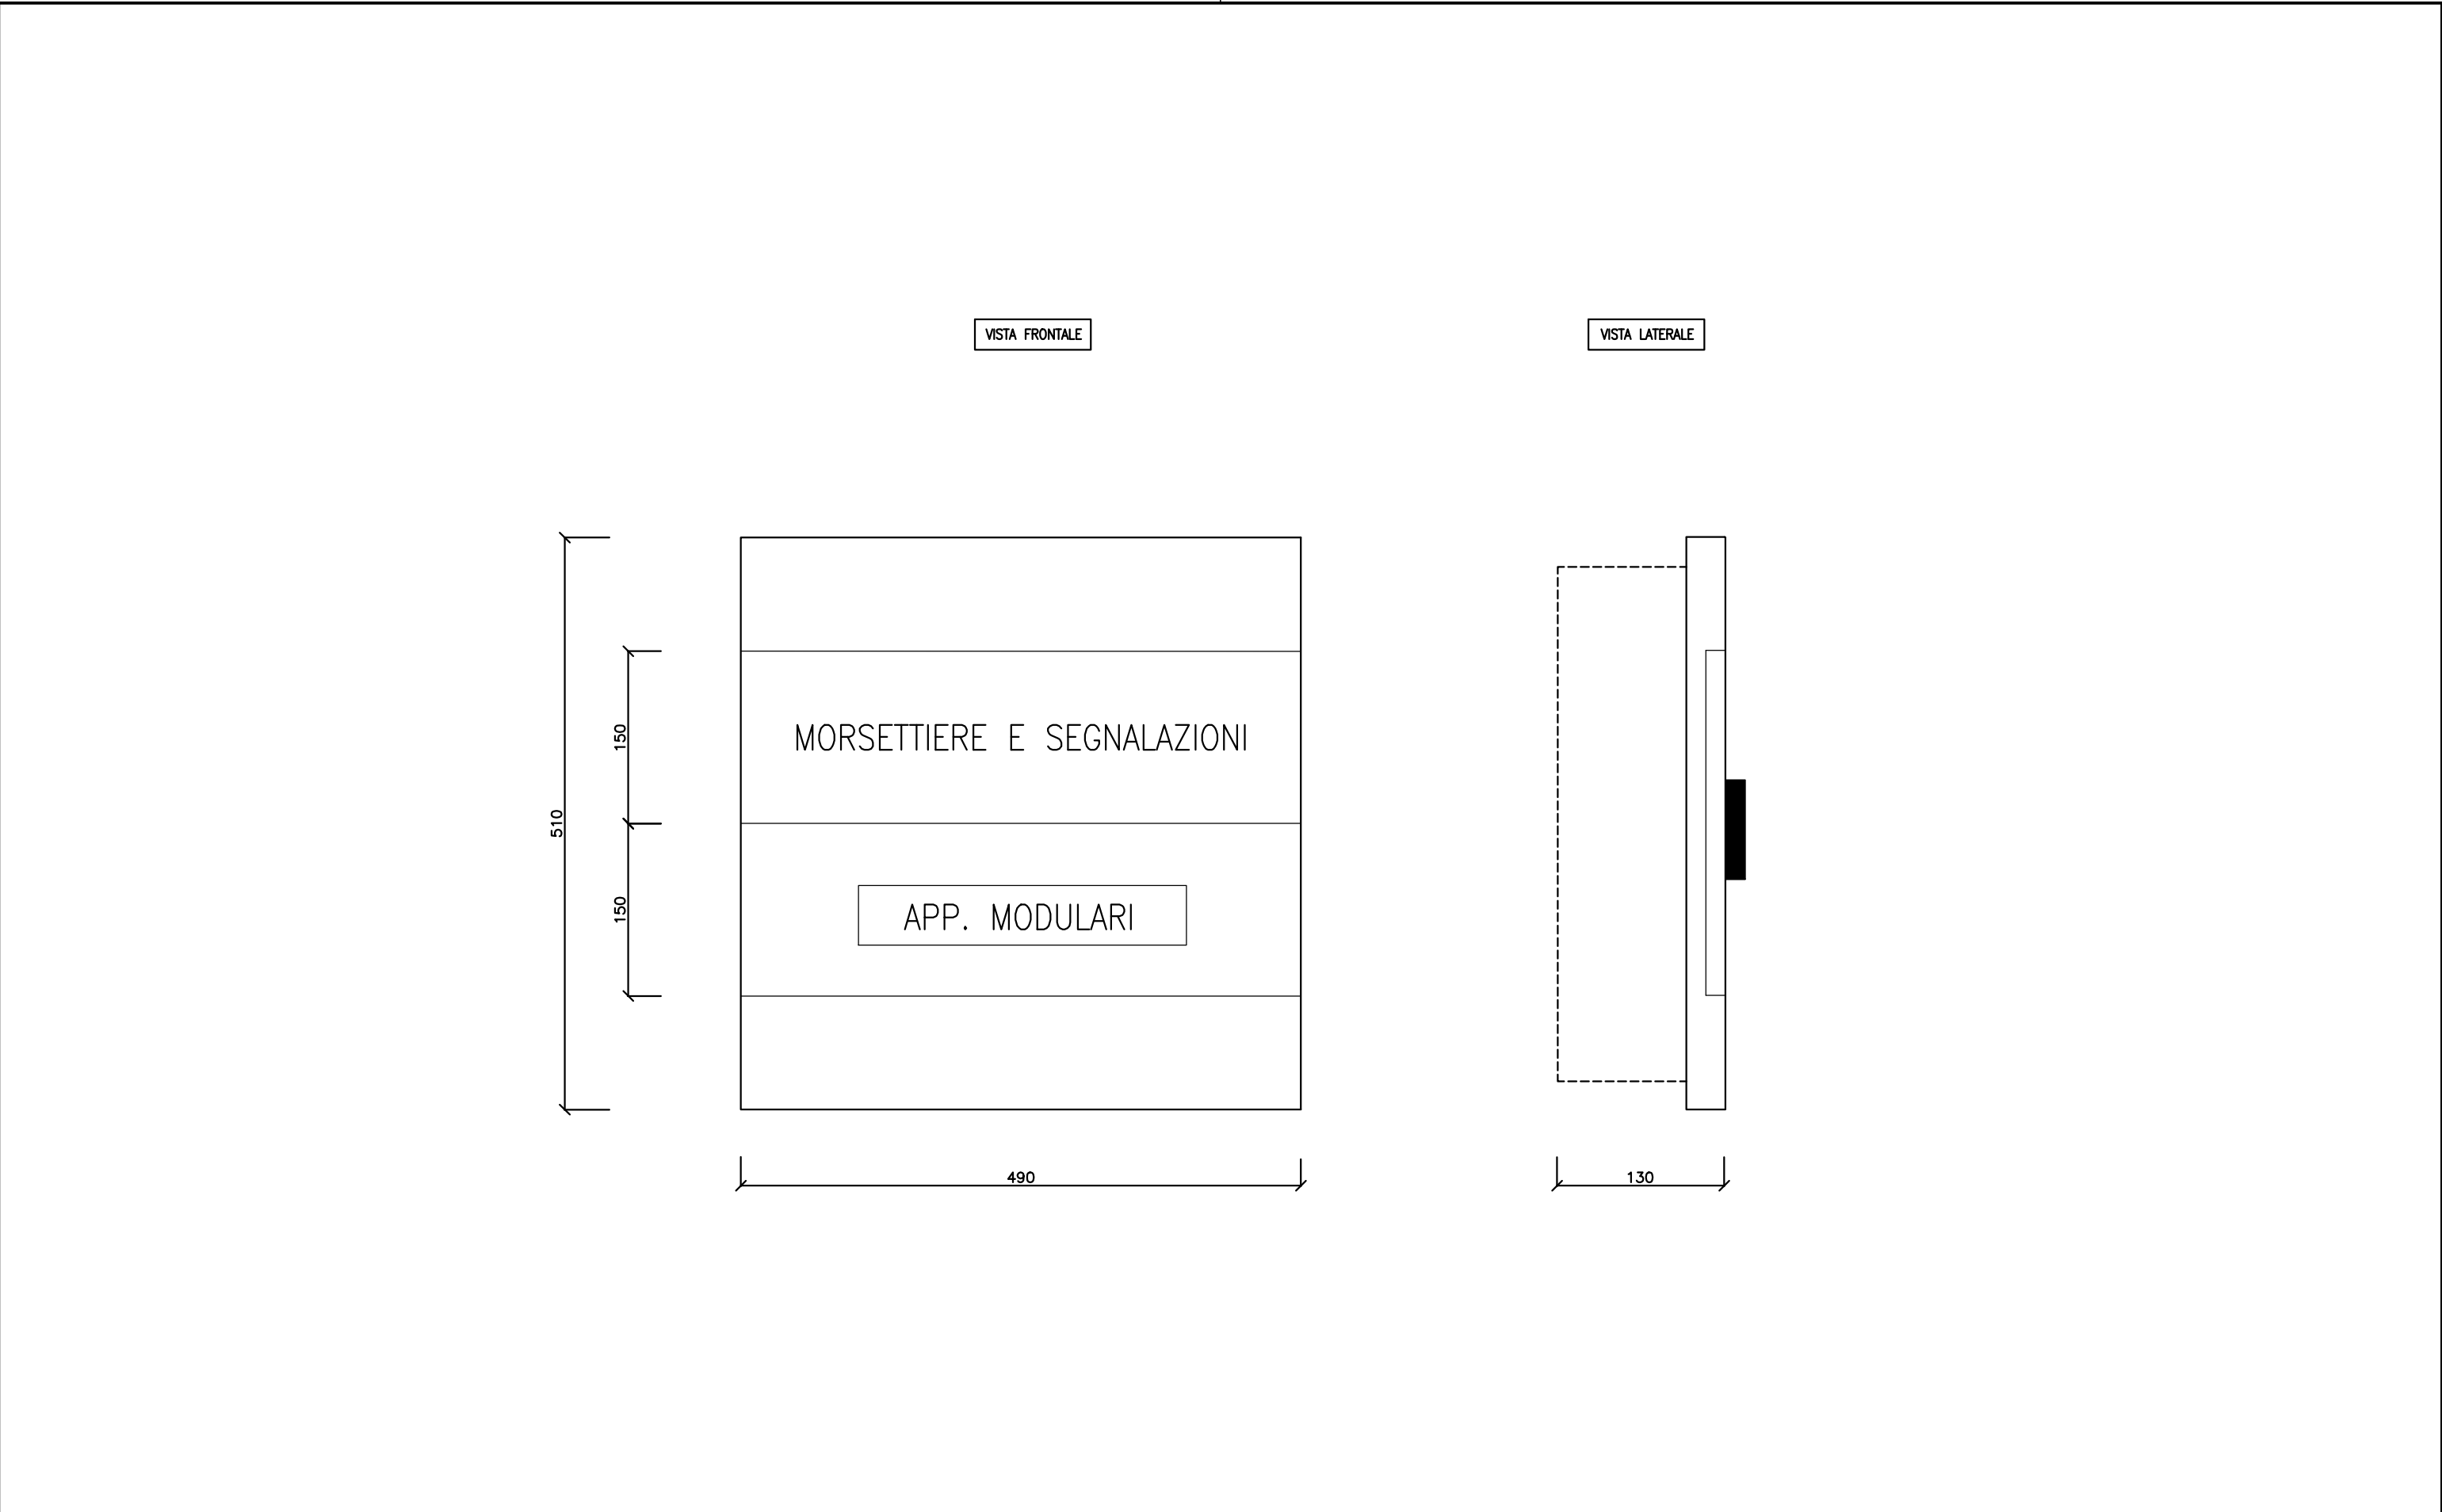 VISTA FRONTALE
VISTA LATERALE
MORSETTIERE E SEGNALAZIONI
APP. MODULARI
510
150
150
490
130